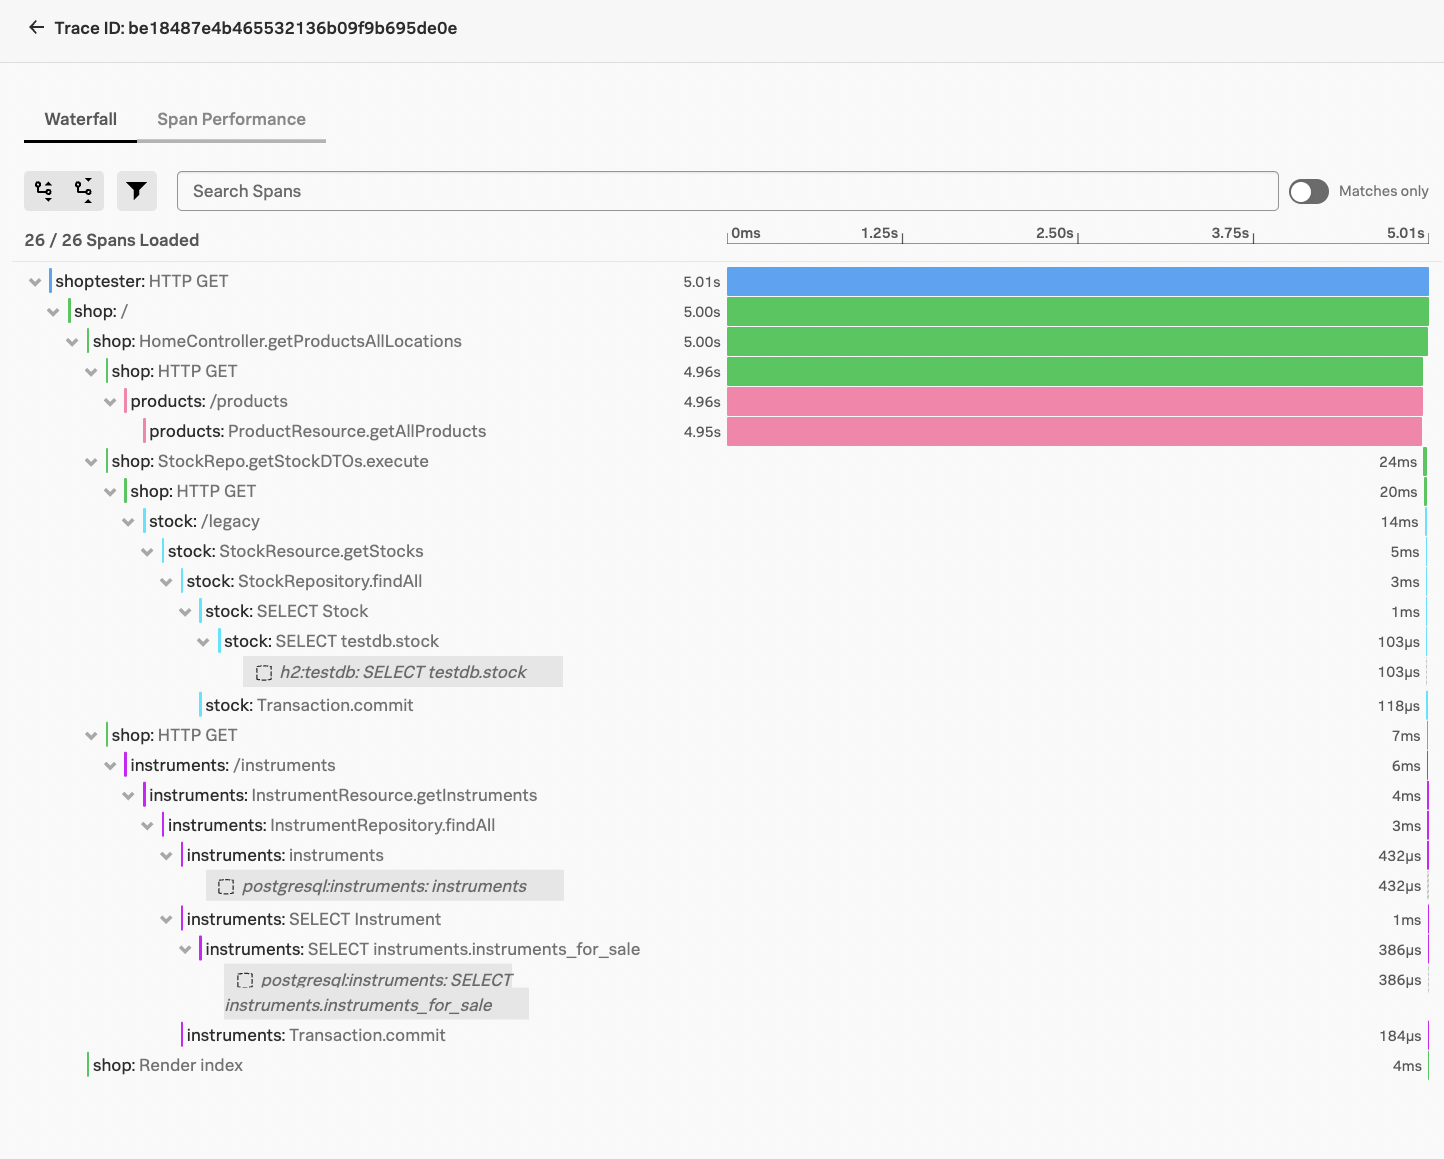 Trace ID: be18487e4b465532136b09f9b695de0e
Waterfall Span Performance
Search Spans Matches only
26 / 26 Spans Loaded 0ms 1.25s 2.50s 3.75s 5.01s
shoptester: HTTP GET 5.01s
shop: / 5.00s
shop: HomeController.getProductsAllLocations 5.00s
shop: HTTP GET 4.96s
products: /products 4.96s
products: ProductResource.getAllProducts 4.95s
shop: StockRepo.getStockDTOs.execute 24ms
shop: HTTP GET 20ms
stock: /legacy 14ms
stock: StockResource.getStocks 5ms
stock: StockRepository.findAll 3ms
stock: SELECT Stock 1ms
stock: SELECT testdb.stock 103μs
h2:testdb: SELECT testdb.stock 103μs
stock: Transaction.commit 118μs
shop: HTTP GET 7ms
instruments: /instruments 6ms
instruments: InstrumentResource.getInstruments 4ms
instruments: InstrumentRepository.findAll 3ms
instruments: instruments 432μs
postgresql:instruments: instruments 432μs
instruments: SELECT Instrument 1ms
instruments: SELECT instruments.instruments_for_sale 386μs
postgresql:instruments: SELECT 386μs
instruments.instruments_for_sale
instruments: Transaction.commit 184μs
shop: Render index 4ms